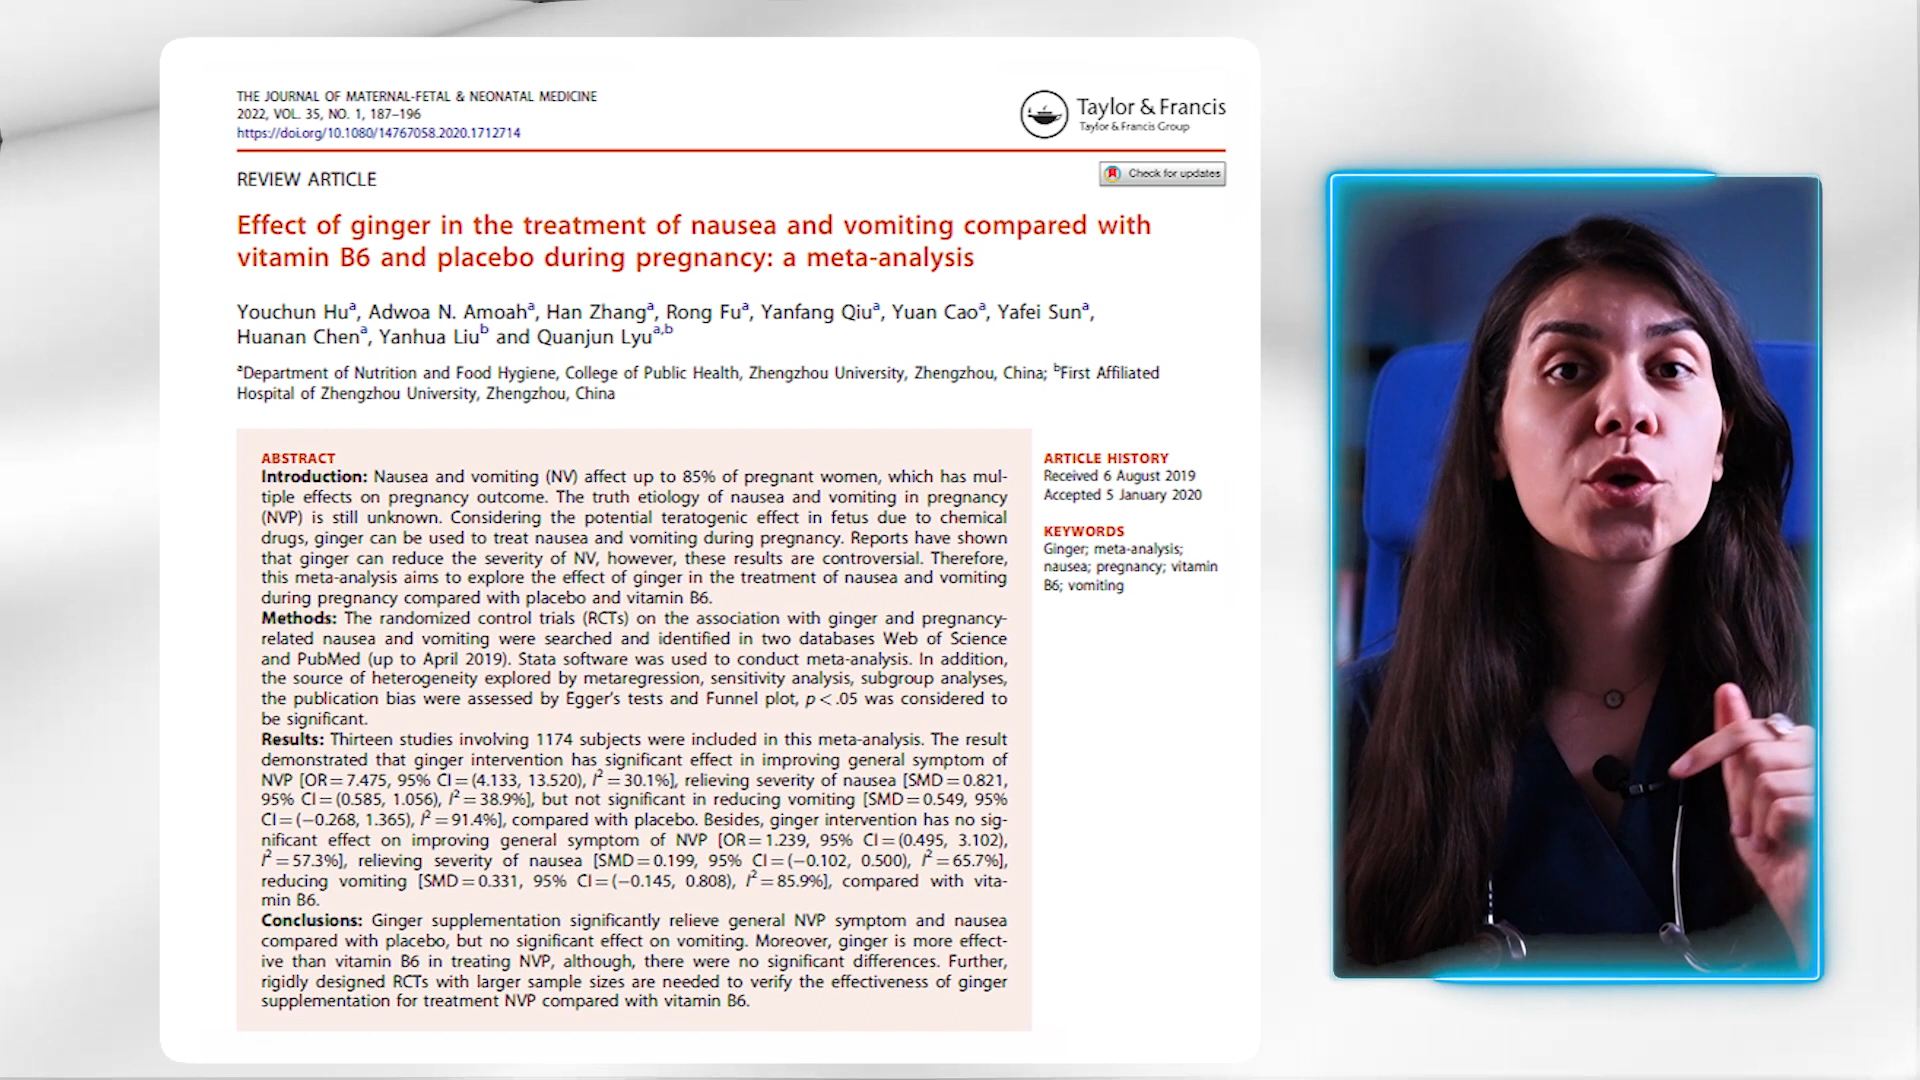 THE JOURNAL OF MATERNAL-FETAL & NEONATAL MEDICINE
2022, VOL. 35, NO. 1, 187–196
https://doi.org/10.1080/14767058.2020.1712714
Taylor & Francis
Taylor & Francis Group
REVIEW ARTICLE
Check for updates
Effect of ginger in the treatment of nausea and vomiting compared with
vitamin B6 and placebo during pregnancy: a meta-analysis
Youchun Huᵃ, Adwoa N. Amoahᵃ, Han Zhangᵃ, Rong Fuᵃ, Yanfang Qiuᵃ, Yuan Caoᵃ, Yafei Sunᵃ,
Huanan Chenᵃ, Yanhua Liuᵇ and Quanjun Lyuᵃ,ᵇ
ᵃDepartment of Nutrition and Food Hygiene, College of Public Health, Zhengzhou University, Zhengzhou, China; ᵇFirst Affiliated
Hospital of Zhengzhou University, Zhengzhou, China
ABSTRACT
Introduction: Nausea and vomiting (NV) affect up to 85% of pregnant women, which has mul-
tiple effects on pregnancy outcome. The truth etiology of nausea and vomiting in pregnancy
(NVP) is still unknown. Considering the potential teratogenic effect in fetus due to chemical
drugs, ginger can be used to treat nausea and vomiting during pregnancy. Reports have shown
that ginger can reduce the severity of NV, however, these results are controversial. Therefore,
this meta-analysis aims to explore the effect of ginger in the treatment of nausea and vomiting
during pregnancy compared with placebo and vitamin B6.
Methods: The randomized control trials (RCTs) on the association with ginger and pregnancy-
related nausea and vomiting were searched and identified in two databases Web of Science
and PubMed (up to April 2019). Stata software was used to conduct meta-analysis. In addition,
the source of heterogeneity explored by metaregression, sensitivity analysis, subgroup analyses,
the publication bias were assessed by Egger's tests and Funnel plot, p < .05 was considered to
be significant.
Results: Thirteen studies involving 1174 subjects were included in this meta-analysis. The result
demonstrated that ginger intervention has significant effect in improving general symptom of
NVP [OR = 7.475, 95% CI = (4.133, 13.520), I² = 30.1%], relieving severity of nausea [SMD = 0.821,
95% CI = (0.585, 1.056), I² = 38.9%], but not significant in reducing vomiting [SMD = 0.549, 95%
CI = (−0.268, 1.365), I² = 91.4%], compared with placebo. Besides, ginger intervention has no sig-
nificant effect on improving general symptom of NVP [OR = 1.239, 95% CI = (0.495, 3.102),
I² = 57.3%], relieving severity of nausea [SMD = 0.199, 95% CI = (−0.102, 0.500), I² = 65.7%],
reducing vomiting [SMD = 0.331, 95% CI = (−0.145, 0.808), I² = 85.9%], compared with vita-
min B6.
Conclusions: Ginger supplementation significantly relieve general NVP symptom and nausea
compared with placebo, but no significant effect on vomiting. Moreover, ginger is more effect-
ive than vitamin B6 in treating NVP, although, there were no significant differences. Further,
rigidly designed RCTs with larger sample sizes are needed to verify the effectiveness of ginger
supplementation for treatment NVP compared with vitamin B6.
ARTICLE HISTORY
Received 6 August 2019
Accepted 5 January 2020
KEYWORDS
Ginger; meta-analysis;
nausea; pregnancy; vitamin
B6; vomiting